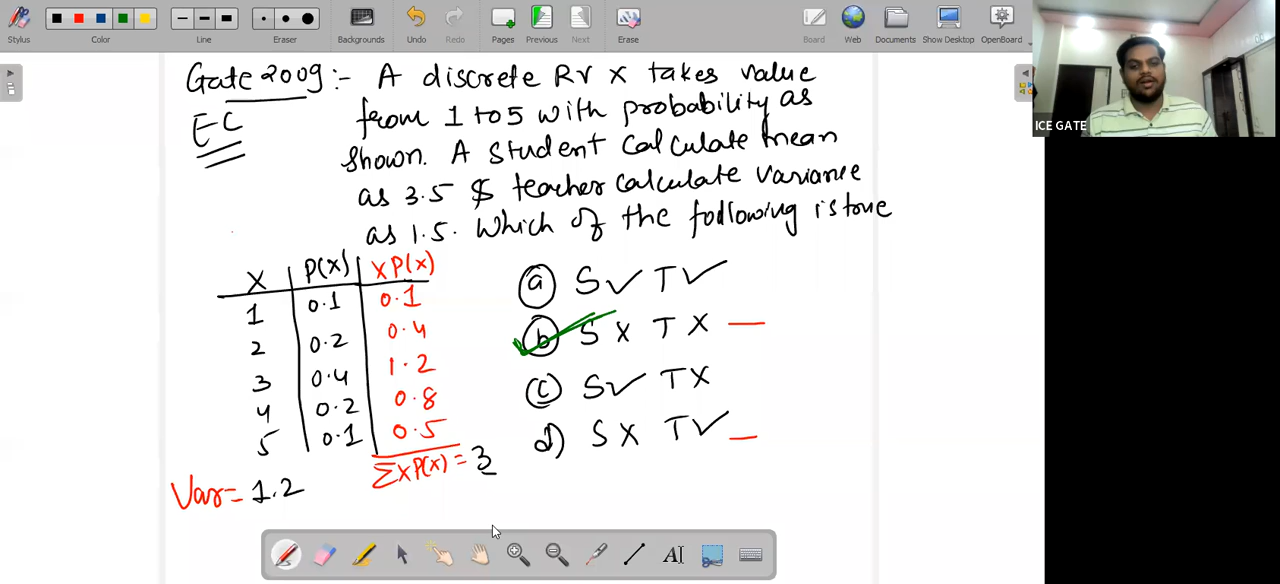 Stylus
Color
Line
Eraser
Backgrounds
Undo
Redo
Pages
Previous
Next
Erase
Board
Web
Documents
Show Desktop
OpenBoard
ICE GATE
Gate 2009:- A discrete RV X takes value
EC
from 1 to 5 with probability as
shown. A student calculate mean
as 3.5 $ teacher calculate variance
as 1.5. Which of the following is true
X P(X) XP(X)
1 0.1 0.1
2 0.2 0.4
3 0.4 1.2
4 0.2 0.8
5 0.1 0.5
ΣXP(X) = 3
Var = 1.2
a S✓ T✓
b S X T X —
c S✓ T X
d) S X T✓ —
AI